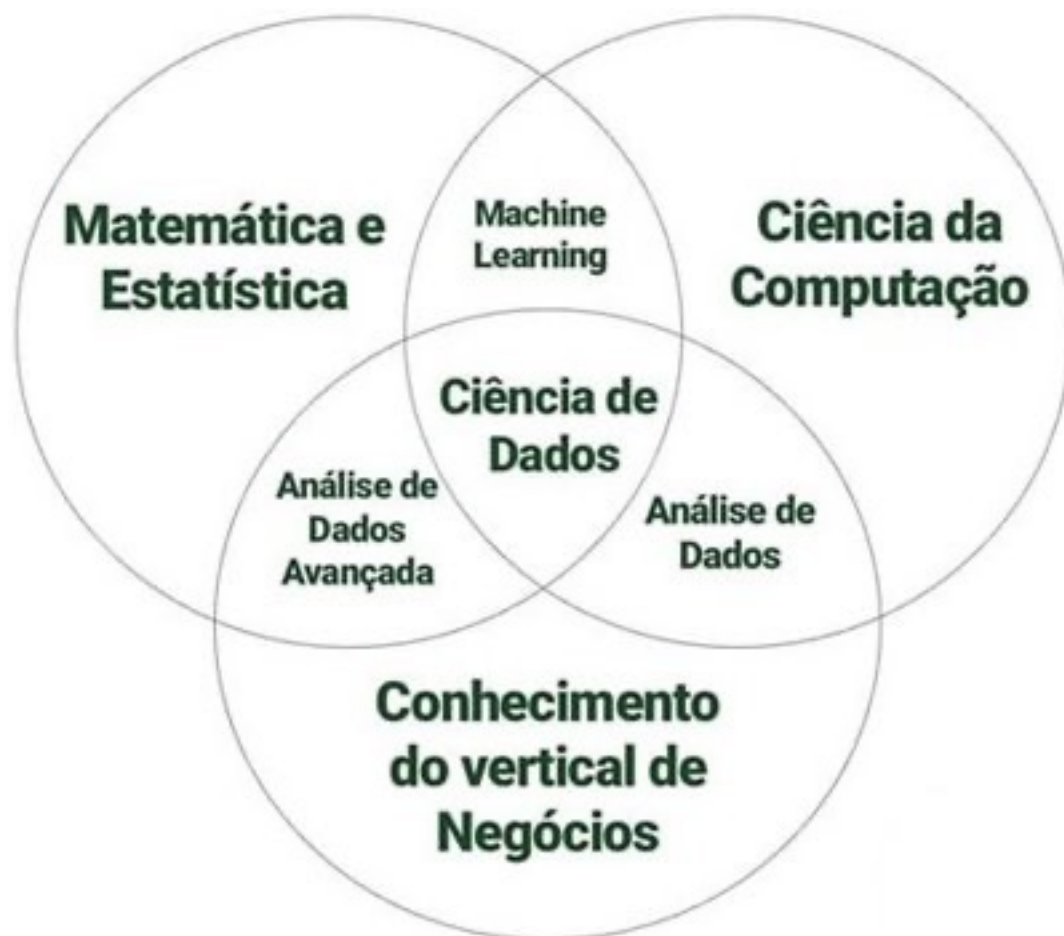 Matemática e
Estatística
Machine
Learning
Ciência da
Computação
Ciência de
Dados
Análise de
Dados
Avançada
Análise de
Dados
Conhecimento
do vertical de
Negócios